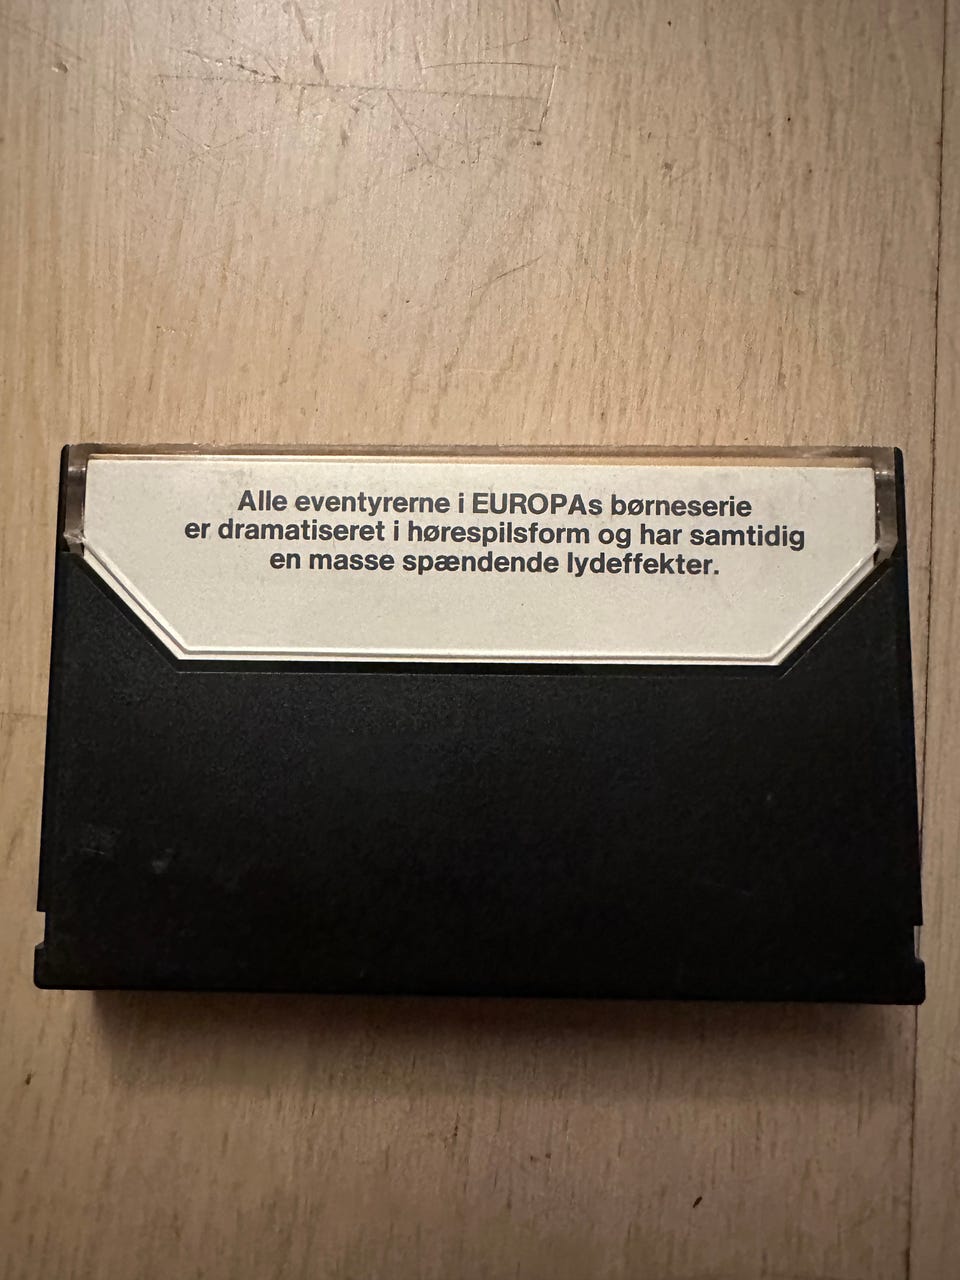 Alle eventyrerne i EUROPAs børneserie
er dramatiseret i hørespilsform og har samtidig
en masse spændende lydeffekter.